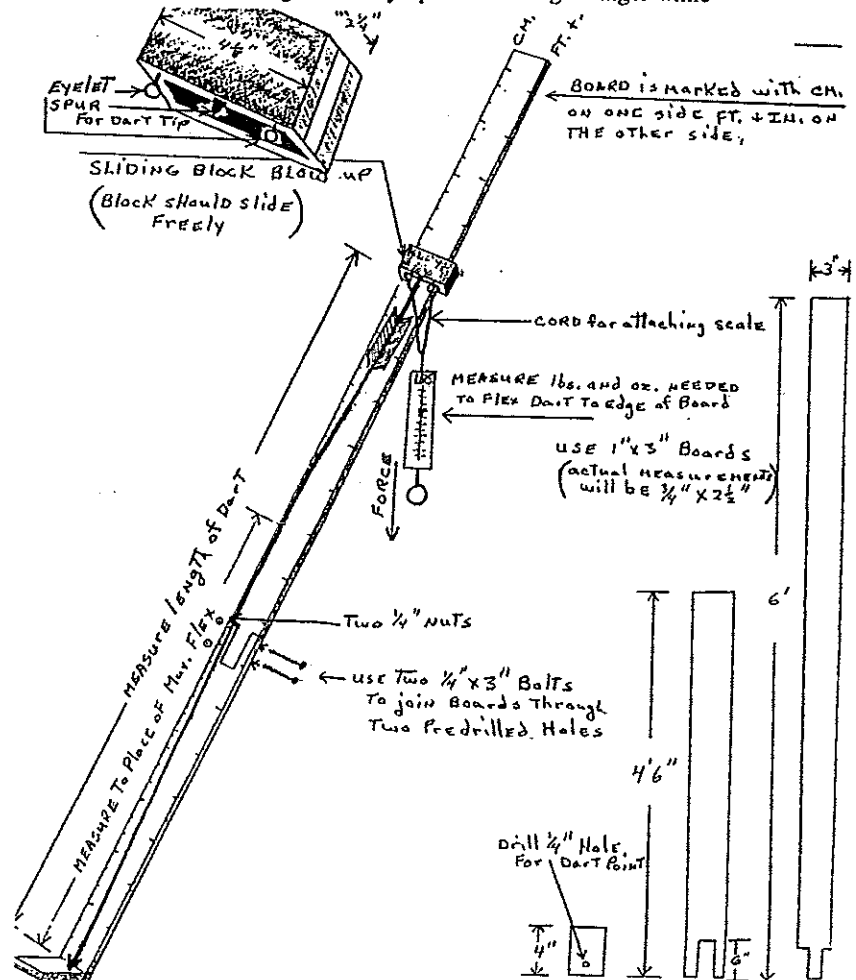 2¼"
4⅛"
CM.
FT. +.
EYELET
SPUR
For Dart Tip
BOARD is MARKED WITH CM.
ON ONE SIDE FT. + IN. ON
THE OTHER SIDE.
SLIDING BLOCK BLOW-UP
(Block should slide
Freely)
3"
CORD for attaching scale
MEASURE lbs. and oz. NEEDED
To Flex Dart To edge of Board
USE 1" x 3" Boards
(actual MEASUREMENTS
will be ¾" X 2½")
FORCE
MEASURE LENGTH of Dart
MEASURE To Place of Max. Flex.
Two ¼" Nuts
USE Two ¼" x 3" Bolts
To join Boards Through
Two Predrilled Holes
6'
4'6"
Drill ¼" Hole
For Dart Point
4"
6"